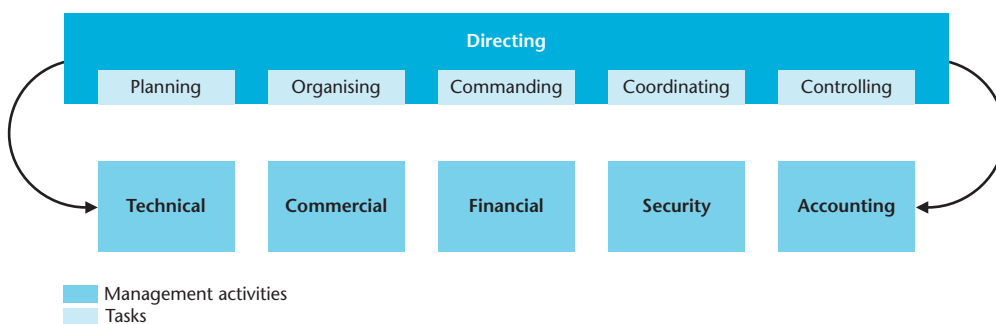 Directing
Planning Organising Commanding Coordinating Controlling
Technical Commercial Financial Security Accounting
Management activities
Tasks